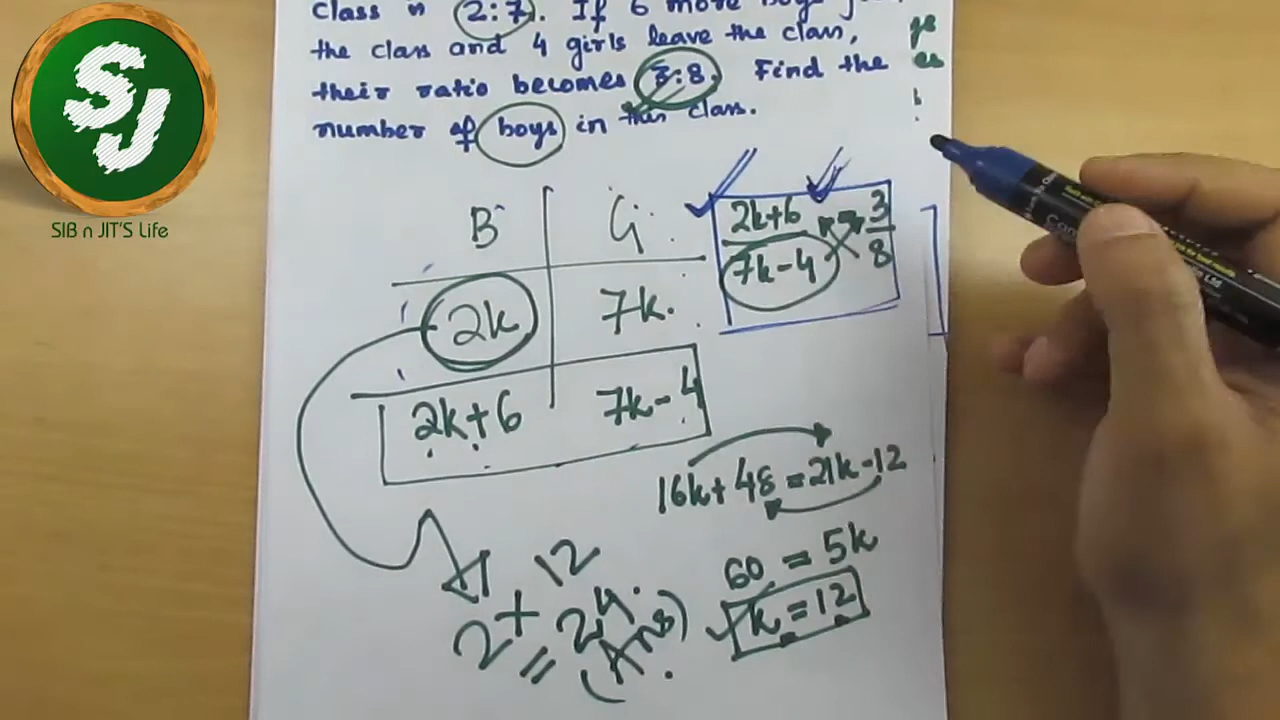 class is 2:7. If 6 more boys
the class and 4 girls leave the class,
their ratio becomes 3:8. Find the
number of boys in this class.
SJ
SIB n JIT'S Life
B G
2k 7k
2k+6 7k-4
2k+6 = 3
7k-4 8
16k+48=21k-12
60 = 5k
k=12
2×12
=24.
(Ans)